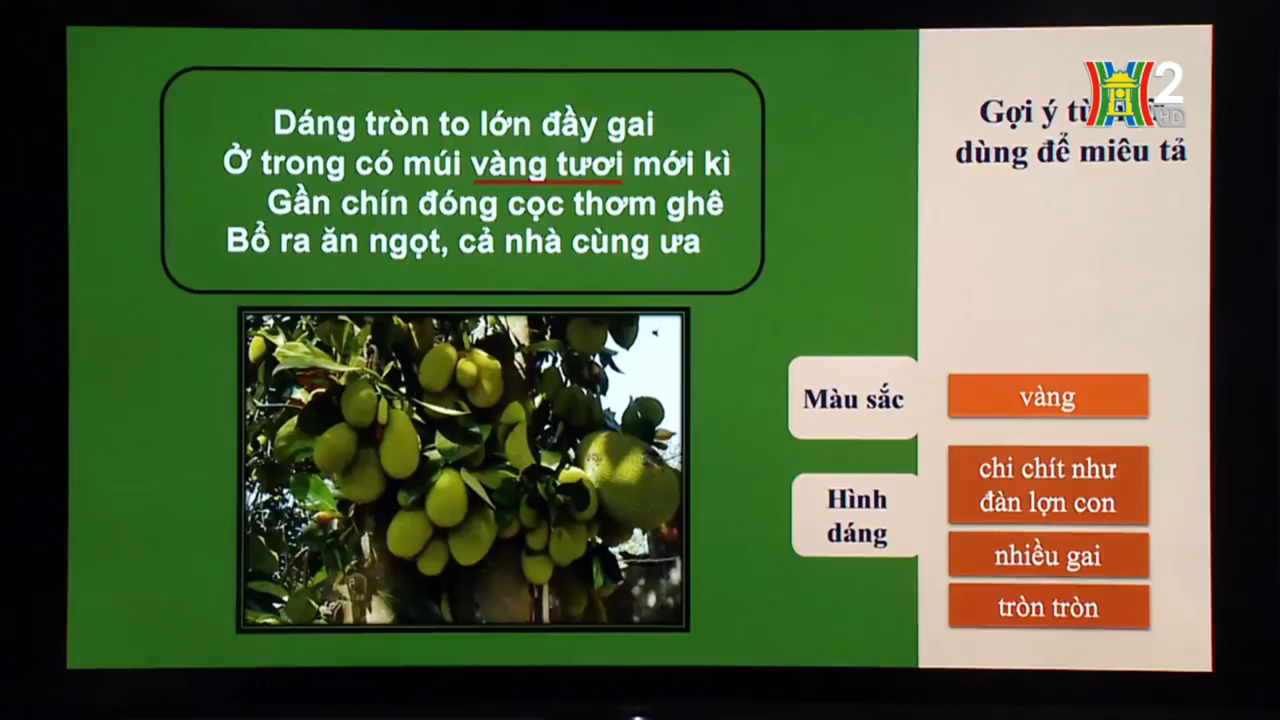 Dáng tròn to lớn đầy gai
Ở trong có múi vàng tươi mới kì
Gần chín đóng cọc thơm ghê
Bổ ra ăn ngọt, cả nhà cùng ưa
Gợi ý từ
dùng để miêu tả
2
HD
Màu sắc
vàng
Hình
dáng
chi chít như
đàn lợn con
nhiều gai
tròn tròn